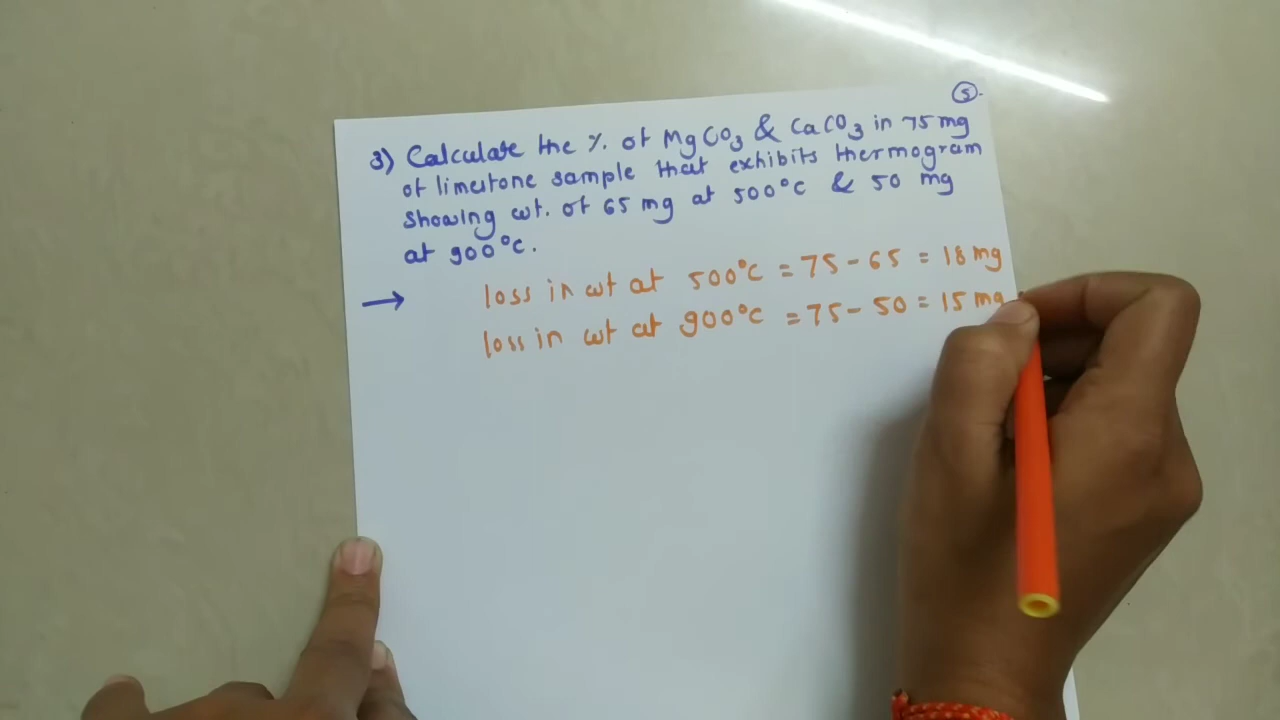 5.
3) Calculate the %. of MgCO3 & CaCO3 in 75 mg
of limestone sample that exhibits thermogram
showing wt. of 65 mg at 500°c & 50 mg
at 900°c.
→ loss in wt at 500°c = 75 - 65 = 18 mg
loss in wt at 900°c = 75 - 50 = 15 mg